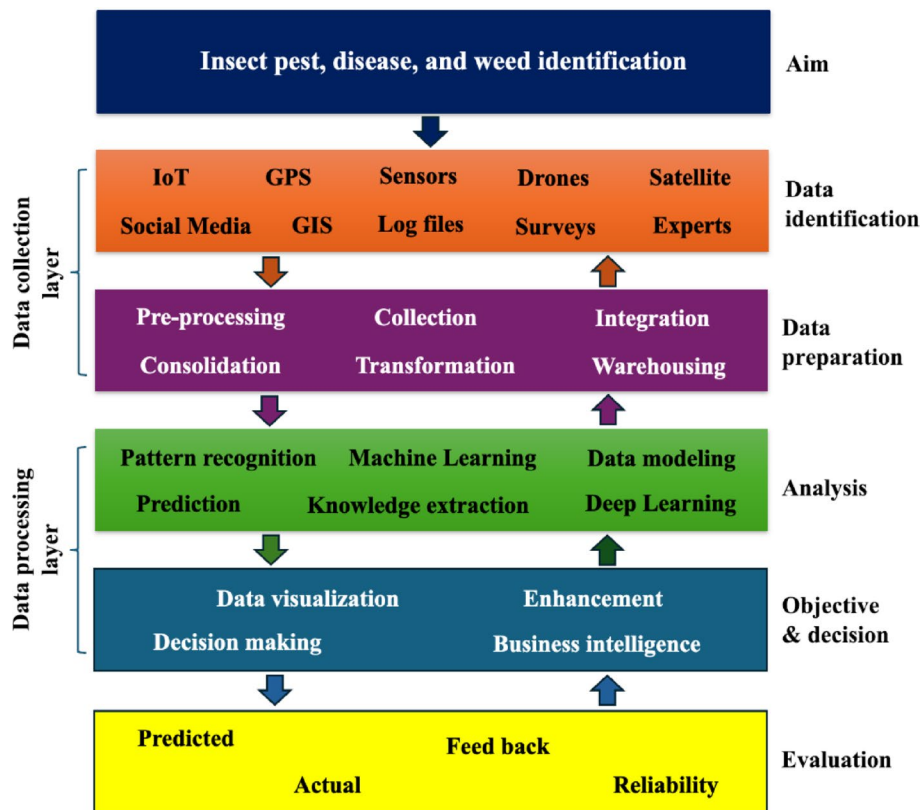 Insect pest, disease, and weed identification
Aim
IoT GPS Sensors Drones Satellite
Social Media GIS Log files Surveys Experts
Data
identification
Data collection
layer
Pre-processing Collection Integration
Consolidation Transformation Warehousing
Data
preparation
Pattern recognition Machine Learning Data modeling
Prediction Knowledge extraction Deep Learning
Analysis
Data processing
layer
Data visualization Enhancement
Decision making Business intelligence
Objective
& decision
Predicted Feed back
Actual Reliability
Evaluation